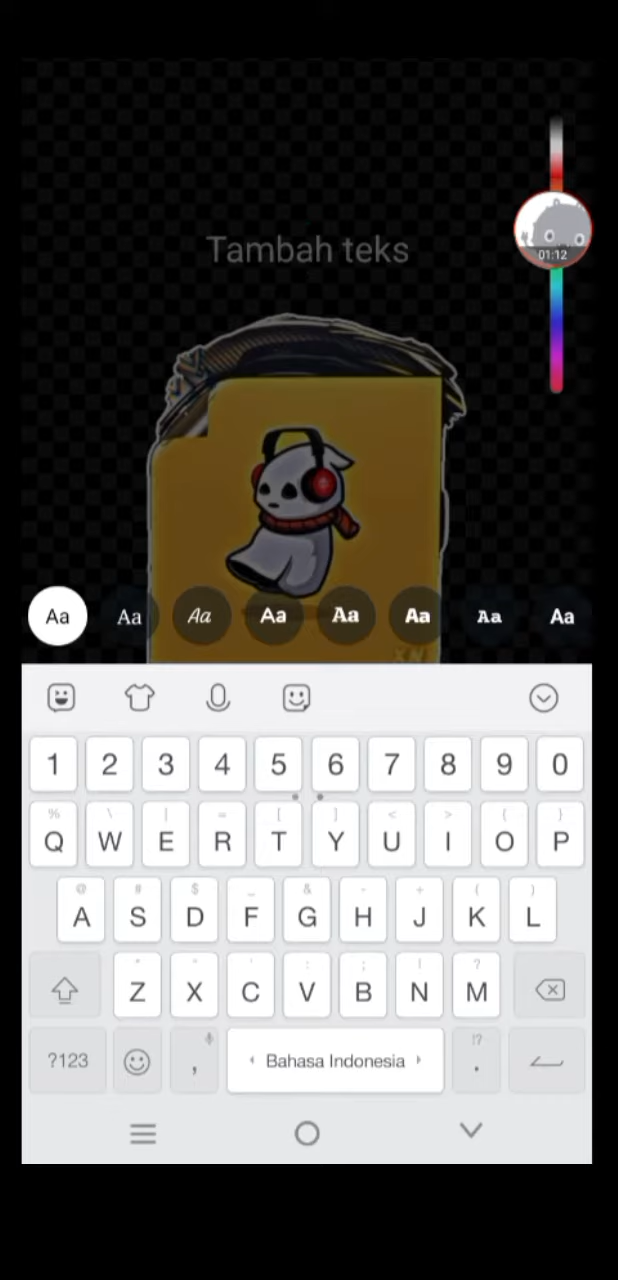 Tambah teks
01:12
Aa Aa Aa Aa Aa Aa Aa Aa
1 2 3 4 5 6 7 8 9 0
% \ | = [ ] < > { }
Q W E R T Y U I O P
@ # $ _ & - + ( )
A S D F G H J K L
* " ' : ; ! ?
Z X C V B N M
!?
?123 , Bahasa Indonesia .